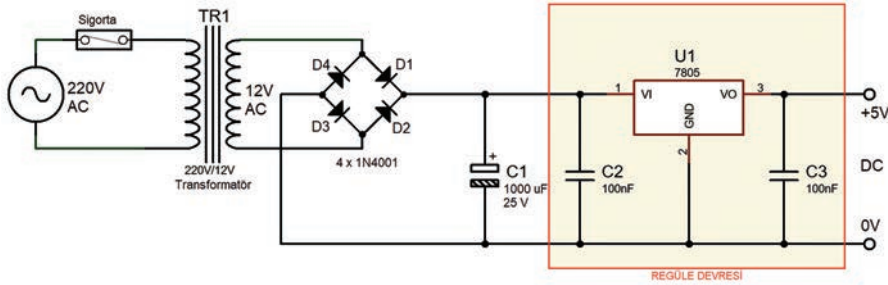 TR1
Sigorta
220V
AC
12V
AC
220V/12V
Transformatör
D4
D1
D3
D2
4 x 1N4001
+
C1
1000 uF
25 V
C2
100nF
U1
7805
1
VI
VO
3
GND
2
C3
100nF
+5V
DC
0V
REGÜLE DEVRESİ